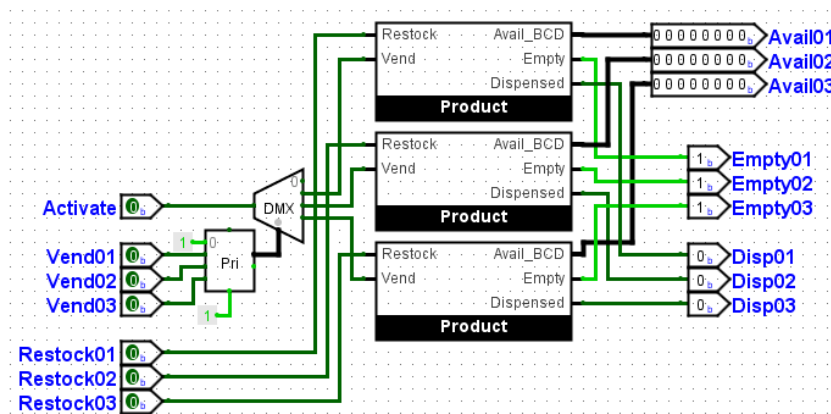 Restock Avail_BCD
Vend Empty
Dispensed
Product
00000000b Avail01
00000000b Avail02
00000000b Avail03
Restock Avail_BCD
Vend Empty
Dispensed
Product
1b Empty01
1b Empty02
1b Empty03
Activate 0b
0
DMX
0
Vend01 0b
Vend02 0b
Vend03 0b
1 0
Pri
1
Restock Avail_BCD
Vend Empty
Dispensed
Product
0b Disp01
0b Disp02
0b Disp03
Restock01 0b
Restock02 0b
Restock03 0b